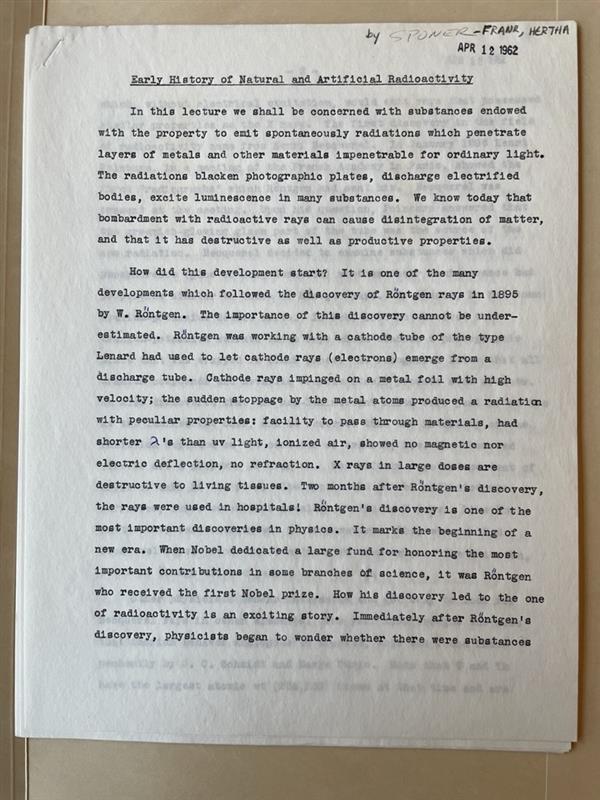 by SPONER-FRANK, HERTHA
APR 12 1962
Early History of Natural and Artificial Radioactivity
In this lecture we shall be concerned with substances endowed
with the property to emit spontaneously radiations which penetrate
layers of metals and other materials impenetrable for ordinary light.
The radiations blacken photographic plates, discharge electrified
bodies, excite luminescence in many substances. We know today that
bombardment with radioactive rays can cause disintegration of matter,
and that it has destructive as well as productive properties.
How did this development start? It is one of the many
developments which followed the discovery of Röntgen rays in 1895
by W. Röntgen. The importance of this discovery cannot be under-
estimated. Röntgen was working with a cathode tube of the type
Lenard had used to let cathode rays (electrons) emerge from a
discharge tube. Cathode rays impinged on a metal foil with high
velocity; the sudden stoppage by the metal atoms produced a radiation
with peculiar properties: facility to pass through materials, had
shorter λ's than uv light, ionized air, showed no magnetic nor
electric deflection, no refraction. X rays in large doses are
destructive to living tissues. Two months after Röntgen's discovery,
the rays were used in hospitals! Röntgen's discovery is one of the
most important discoveries in physics. It marks the beginning of a
new era. When Nobel dedicated a large fund for honoring the most
important contributions in some branches of science, it was Röntgen
who received the first Nobel prize. How his discovery led to the one
of radioactivity is an exciting story. Immediately after Röntgen's
discovery, physicists began to wonder whether there were substances